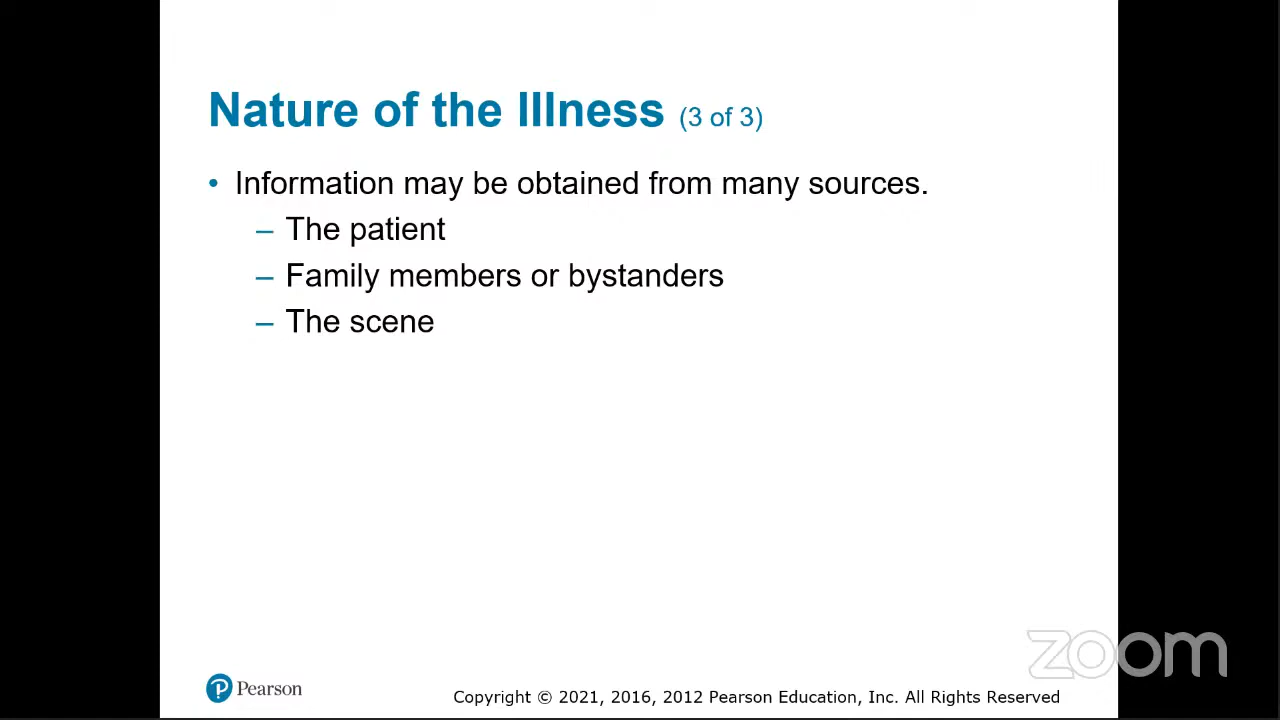 Nature of the Illness (3 of 3)
• Information may be obtained from many sources.
– The patient
– Family members or bystanders
– The scene
zoom
Pearson
Copyright © 2021, 2016, 2012 Pearson Education, Inc. All Rights Reserved